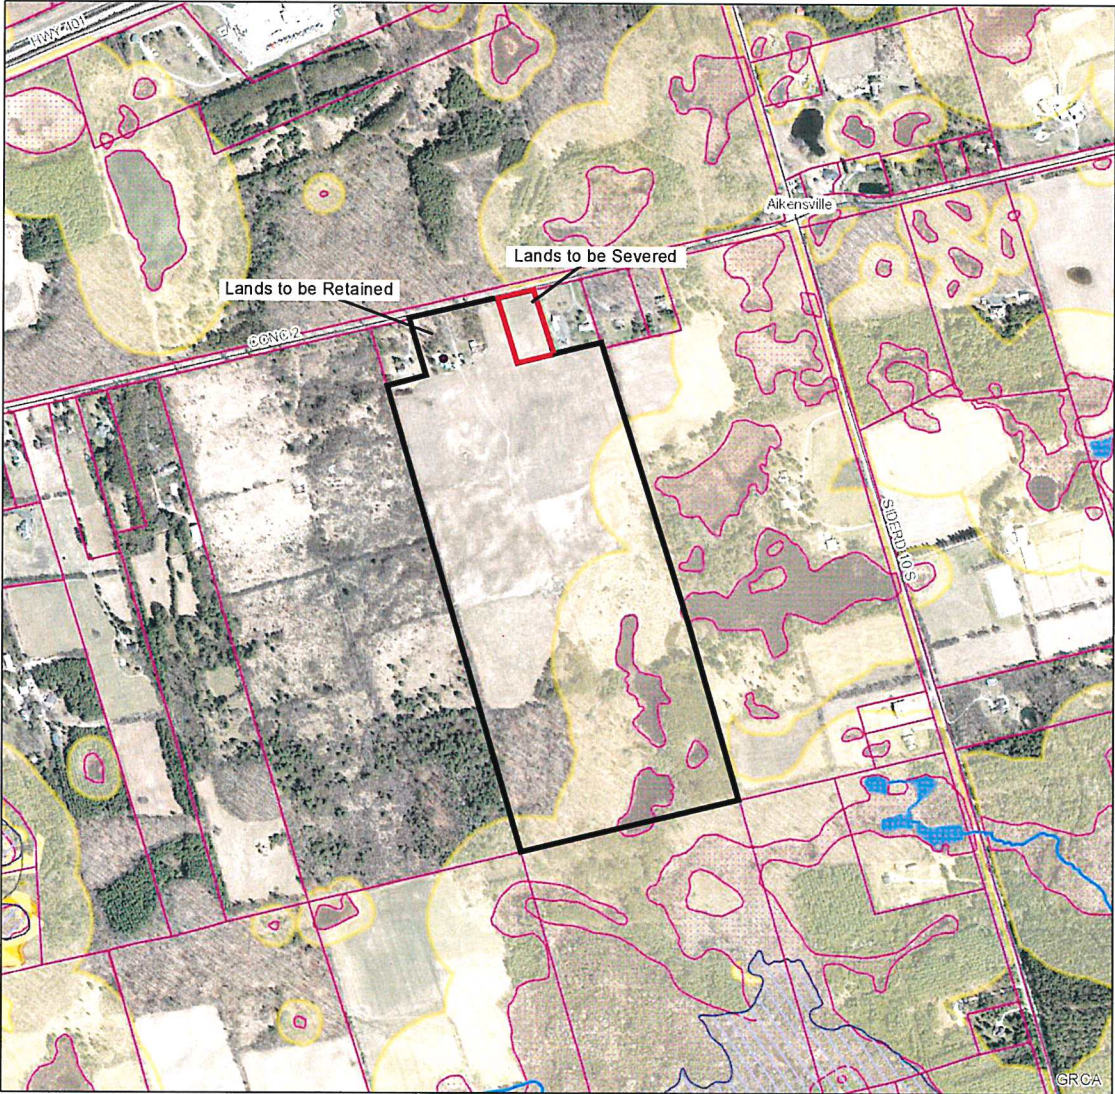 HWY 401
Aikensville
Lands to be Severed
Lands to be Retained
CONC 2
SIDERD 10 S
GRCA